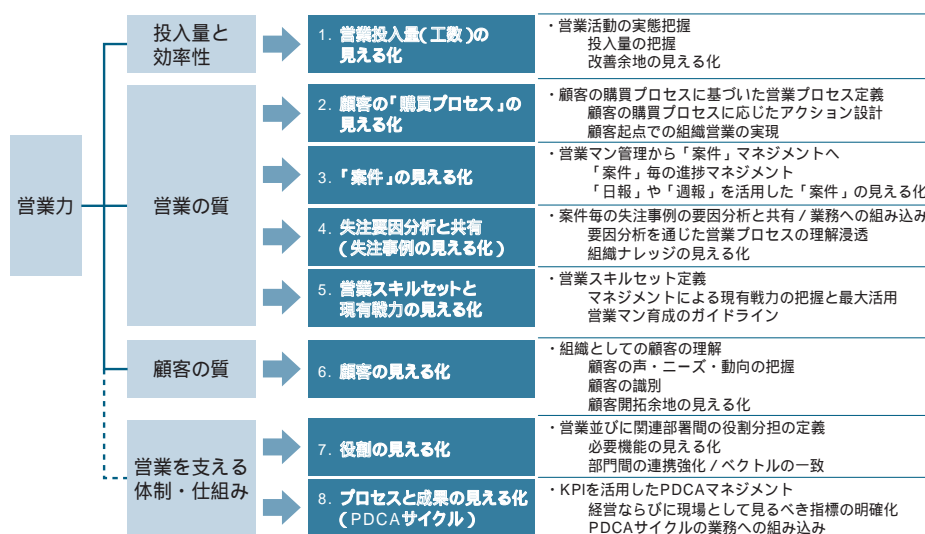 営業力
投入量と
効率性
1. 営業投入量(工数)の
見える化
・営業活動の実態把握
投入量の把握
改善余地の見える化
営業の質
2. 顧客の「購買プロセス」の
見える化
・顧客の購買プロセスに基づいた営業プロセス定義
顧客の購買プロセスに応じたアクション設計
顧客起点での組織営業の実現
3. 「案件」の見える化
・営業マン管理から「案件」マネジメントへ
「案件」毎の進捗マネジメント
「日報」や「週報」を活用した「案件」の見える化
4. 失注要因分析と共有
(失注事例の見える化)
・案件毎の失注事例の要因分析と共有/業務への組み込み
要因分析を通じた営業プロセスの理解浸透
組織ナレッジの見える化
5. 営業スキルセットと
現有戦力の見える化
・営業スキルセット定義
マネジメントによる現有戦力の把握と最大活用
営業マン育成のガイドライン
顧客の質
6. 顧客の見える化
・組織としての顧客の理解
顧客の声・ニーズ・動向の把握
顧客の識別
顧客開拓余地の見える化
営業を支える
体制・仕組み
7. 役割の見える化
・営業並びに関連部署間の役割分担の定義
必要機能の見える化
部門間の連携強化/ベクトルの一致
8. プロセスと成果の見える化
(PDCAサイクル)
・KPIを活用したPDCAマネジメント
経営ならびに現場として見るべき指標の明確化
PDCAサイクルの業務への組み込み